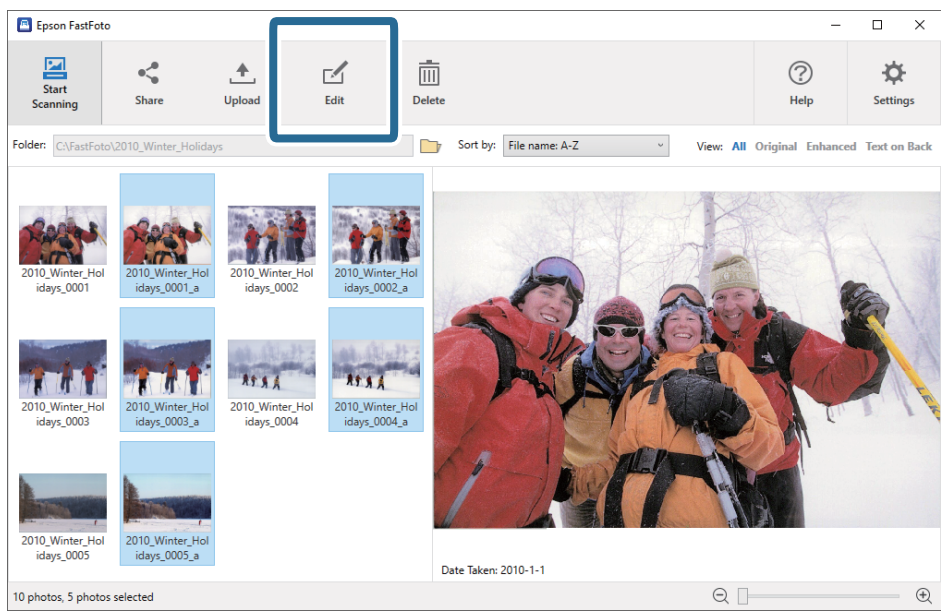 Epson FastFoto
Start
Scanning
Share
Upload
Edit
Delete
Help
Settings
Folder: C:\FastFoto\2010_Winter_Holidays
Sort by: File name: A-Z
View: All Original Enhanced Text on Back
2010_Winter_Hol
idays_0001
2010_Winter_Hol
idays_0001_a
2010_Winter_Hol
idays_0002
2010_Winter_Hol
idays_0002_a
2010_Winter_Hol
idays_0003
2010_Winter_Hol
idays_0003_a
2010_Winter_Hol
idays_0004
2010_Winter_Hol
idays_0004_a
2010_Winter_Hol
idays_0005
2010_Winter_Hol
idays_0005_a
LEKI
Date Taken: 2010-1-1
10 photos, 5 photos selected